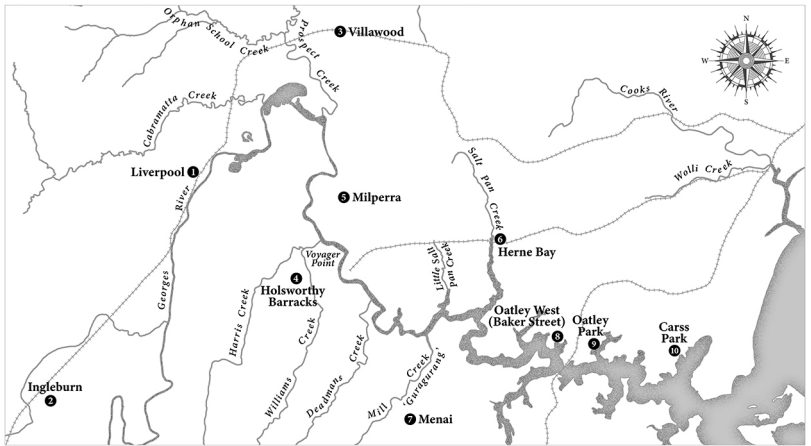 Orphan School Creek
Prospect Creek
3 Villawood
N
W E
S
Cabramatta Creek
Cooks River
Liverpool 1
Salt Pan Creek
Wolli Creek
Georges River
5 Milperra
6
Herne Bay
Voyager
Point
Little Salt
Pan Creek
4
Holsworthy
Barracks
Harris Creek
Williams Creek
Deadmans Creek
Mill Creek
'Guragurang'
Oatley West
(Baker Street)
8
Oatley
Park
9
Carss
Park
10
Ingleburn
2
7 Menai